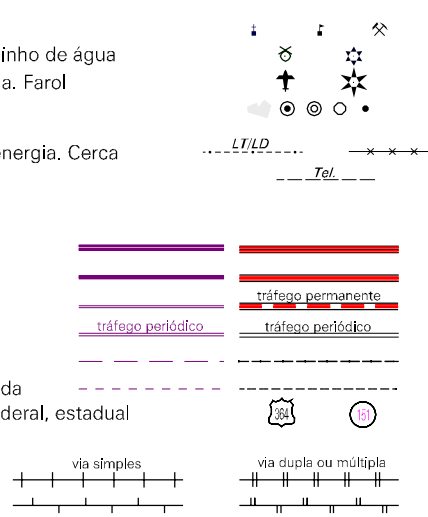 inho de água
a. Farol
energia. Cerca
LT/LD
Tel.
tráfego permanente
tráfego periódico
tráfego periódico
da
deral, estadual
364
151
via simples
via dupla ou múltipla